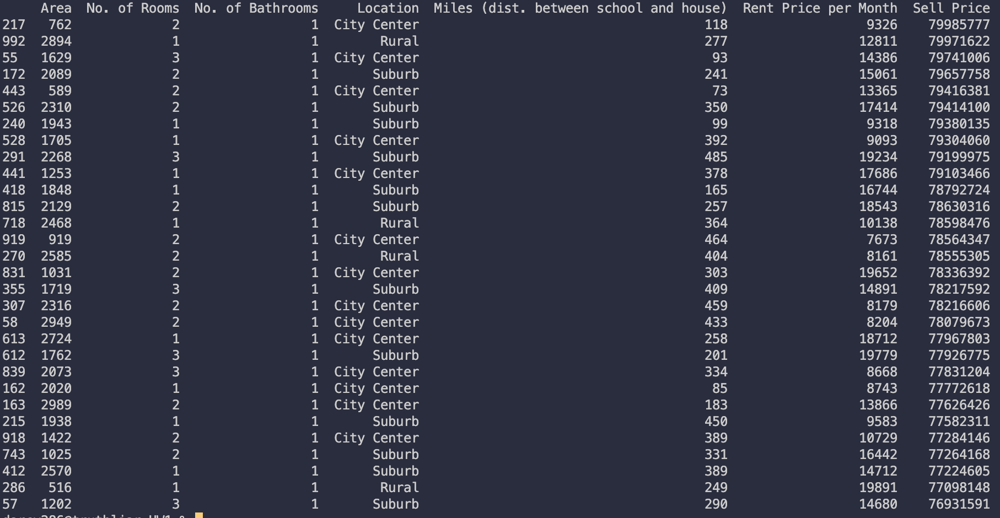 Area No. of Rooms No. of Bathrooms Location Miles (dist. between school and house) Rent Price per Month Sell Price
217 762 2 1 City Center 118 9326 79985777
992 2894 1 1 Rural 277 12811 79971622
55 1629 3 1 City Center 93 14386 79741006
172 2089 2 1 Suburb 241 15061 79657758
443 589 2 1 City Center 73 13365 79416381
526 2310 2 1 Suburb 350 17414 79414100
240 1943 1 1 Suburb 99 9318 79380135
528 1705 1 1 City Center 392 9093 79304060
291 2268 3 1 Suburb 485 19234 79199975
441 1253 1 1 City Center 378 17686 79103466
418 1848 1 1 Suburb 165 16744 78792724
815 2129 2 1 Suburb 257 18543 78630316
718 2468 1 1 Rural 364 10138 78598476
919 919 2 1 City Center 464 7673 78564347
270 2585 2 1 Rural 404 8161 78555305
831 1031 2 1 City Center 303 19652 78336392
355 1719 3 1 Suburb 409 14891 78217592
307 2316 2 1 City Center 459 8179 78216606
58 2949 2 1 City Center 433 8204 78079673
613 2724 1 1 City Center 258 18712 77967803
612 1762 3 1 Suburb 201 19779 77926775
839 2073 3 1 City Center 334 8668 77831204
162 2020 1 1 City Center 85 8743 77772618
163 2989 2 1 City Center 183 13866 77626426
215 1938 1 1 Suburb 450 9583 77582311
918 1422 2 1 City Center 389 10729 77284146
743 1025 2 1 Suburb 331 16442 77264168
412 2570 1 1 Suburb 389 14712 77224605
286 516 1 1 Rural 249 19891 77098148
57 1202 3 1 Suburb 290 14680 76931591